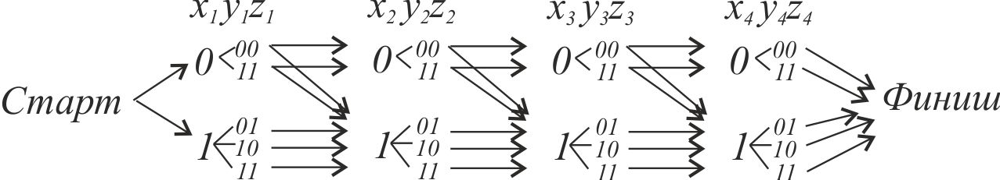 x₁y₁z₁ x₂y₂z₂ x₃y₃z₃ x₄y₄z₄
0 00 0 00 0 00 0 00
11 11 11 11
Старт Финиш
01 01 01 01
1 10 1 10 1 10 1 10
11 11 11 11